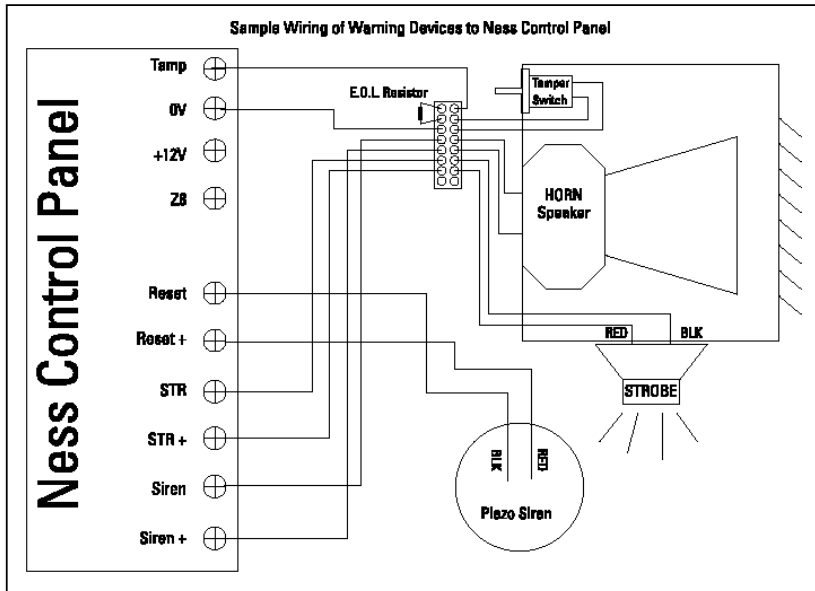 Sample Wiring of Warning Devices to Ness Control Panel
Ness Control Panel
Tamp
0V
+12V
Z8
Reset
Reset +
STR
STR +
Siren
Siren +
E.O.L. Resistor
Tamper
Switch
HORN
Speaker
RED
BLK
STROBE
BLK
RED
Piezo Siren